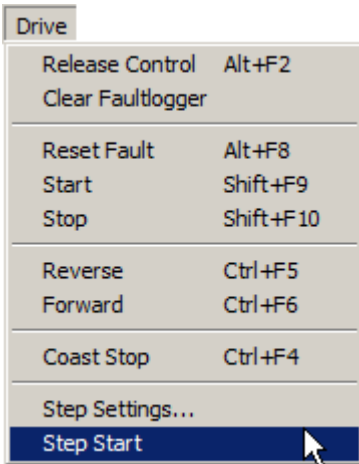 Drive
Release Control Alt+F2
Clear Faultlogger
Reset Fault Alt+F8
Start Shift+F9
Stop Shift+F10
Reverse Ctrl+F5
Forward Ctrl+F6
Coast Stop Ctrl+F4
Step Settings...
Step Start